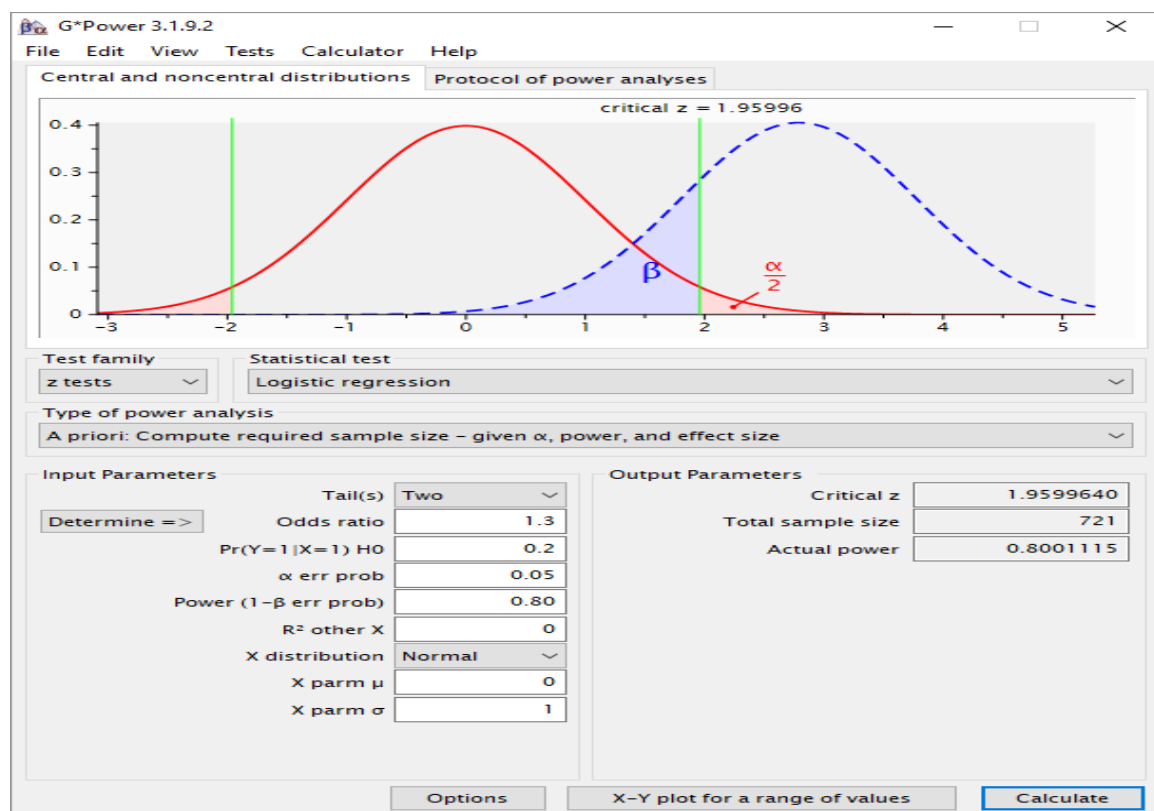 G*Power 3.1.9.2
File Edit View Tests Calculator Help
Central and noncentral distributions Protocol of power analyses
critical z = 1.95996
0.4
0.3
0.2
0.1
0
β
α
2
-3 -2 -1 0 1 2 3 4 5
Test family Statistical test
z tests Logistic regression
Type of power analysis
A priori: Compute required sample size – given α, power, and effect size
Input Parameters Output Parameters
Tail(s) Two Critical z 1.9599640
Determine => Odds ratio 1.3 Total sample size 721
Pr(Y=1|X=1) H0 0.2 Actual power 0.8001115
α err prob 0.05
Power (1-β err prob) 0.80
R² other X 0
X distribution Normal
X parm μ 0
X parm σ 1
Options X-Y plot for a range of values Calculate